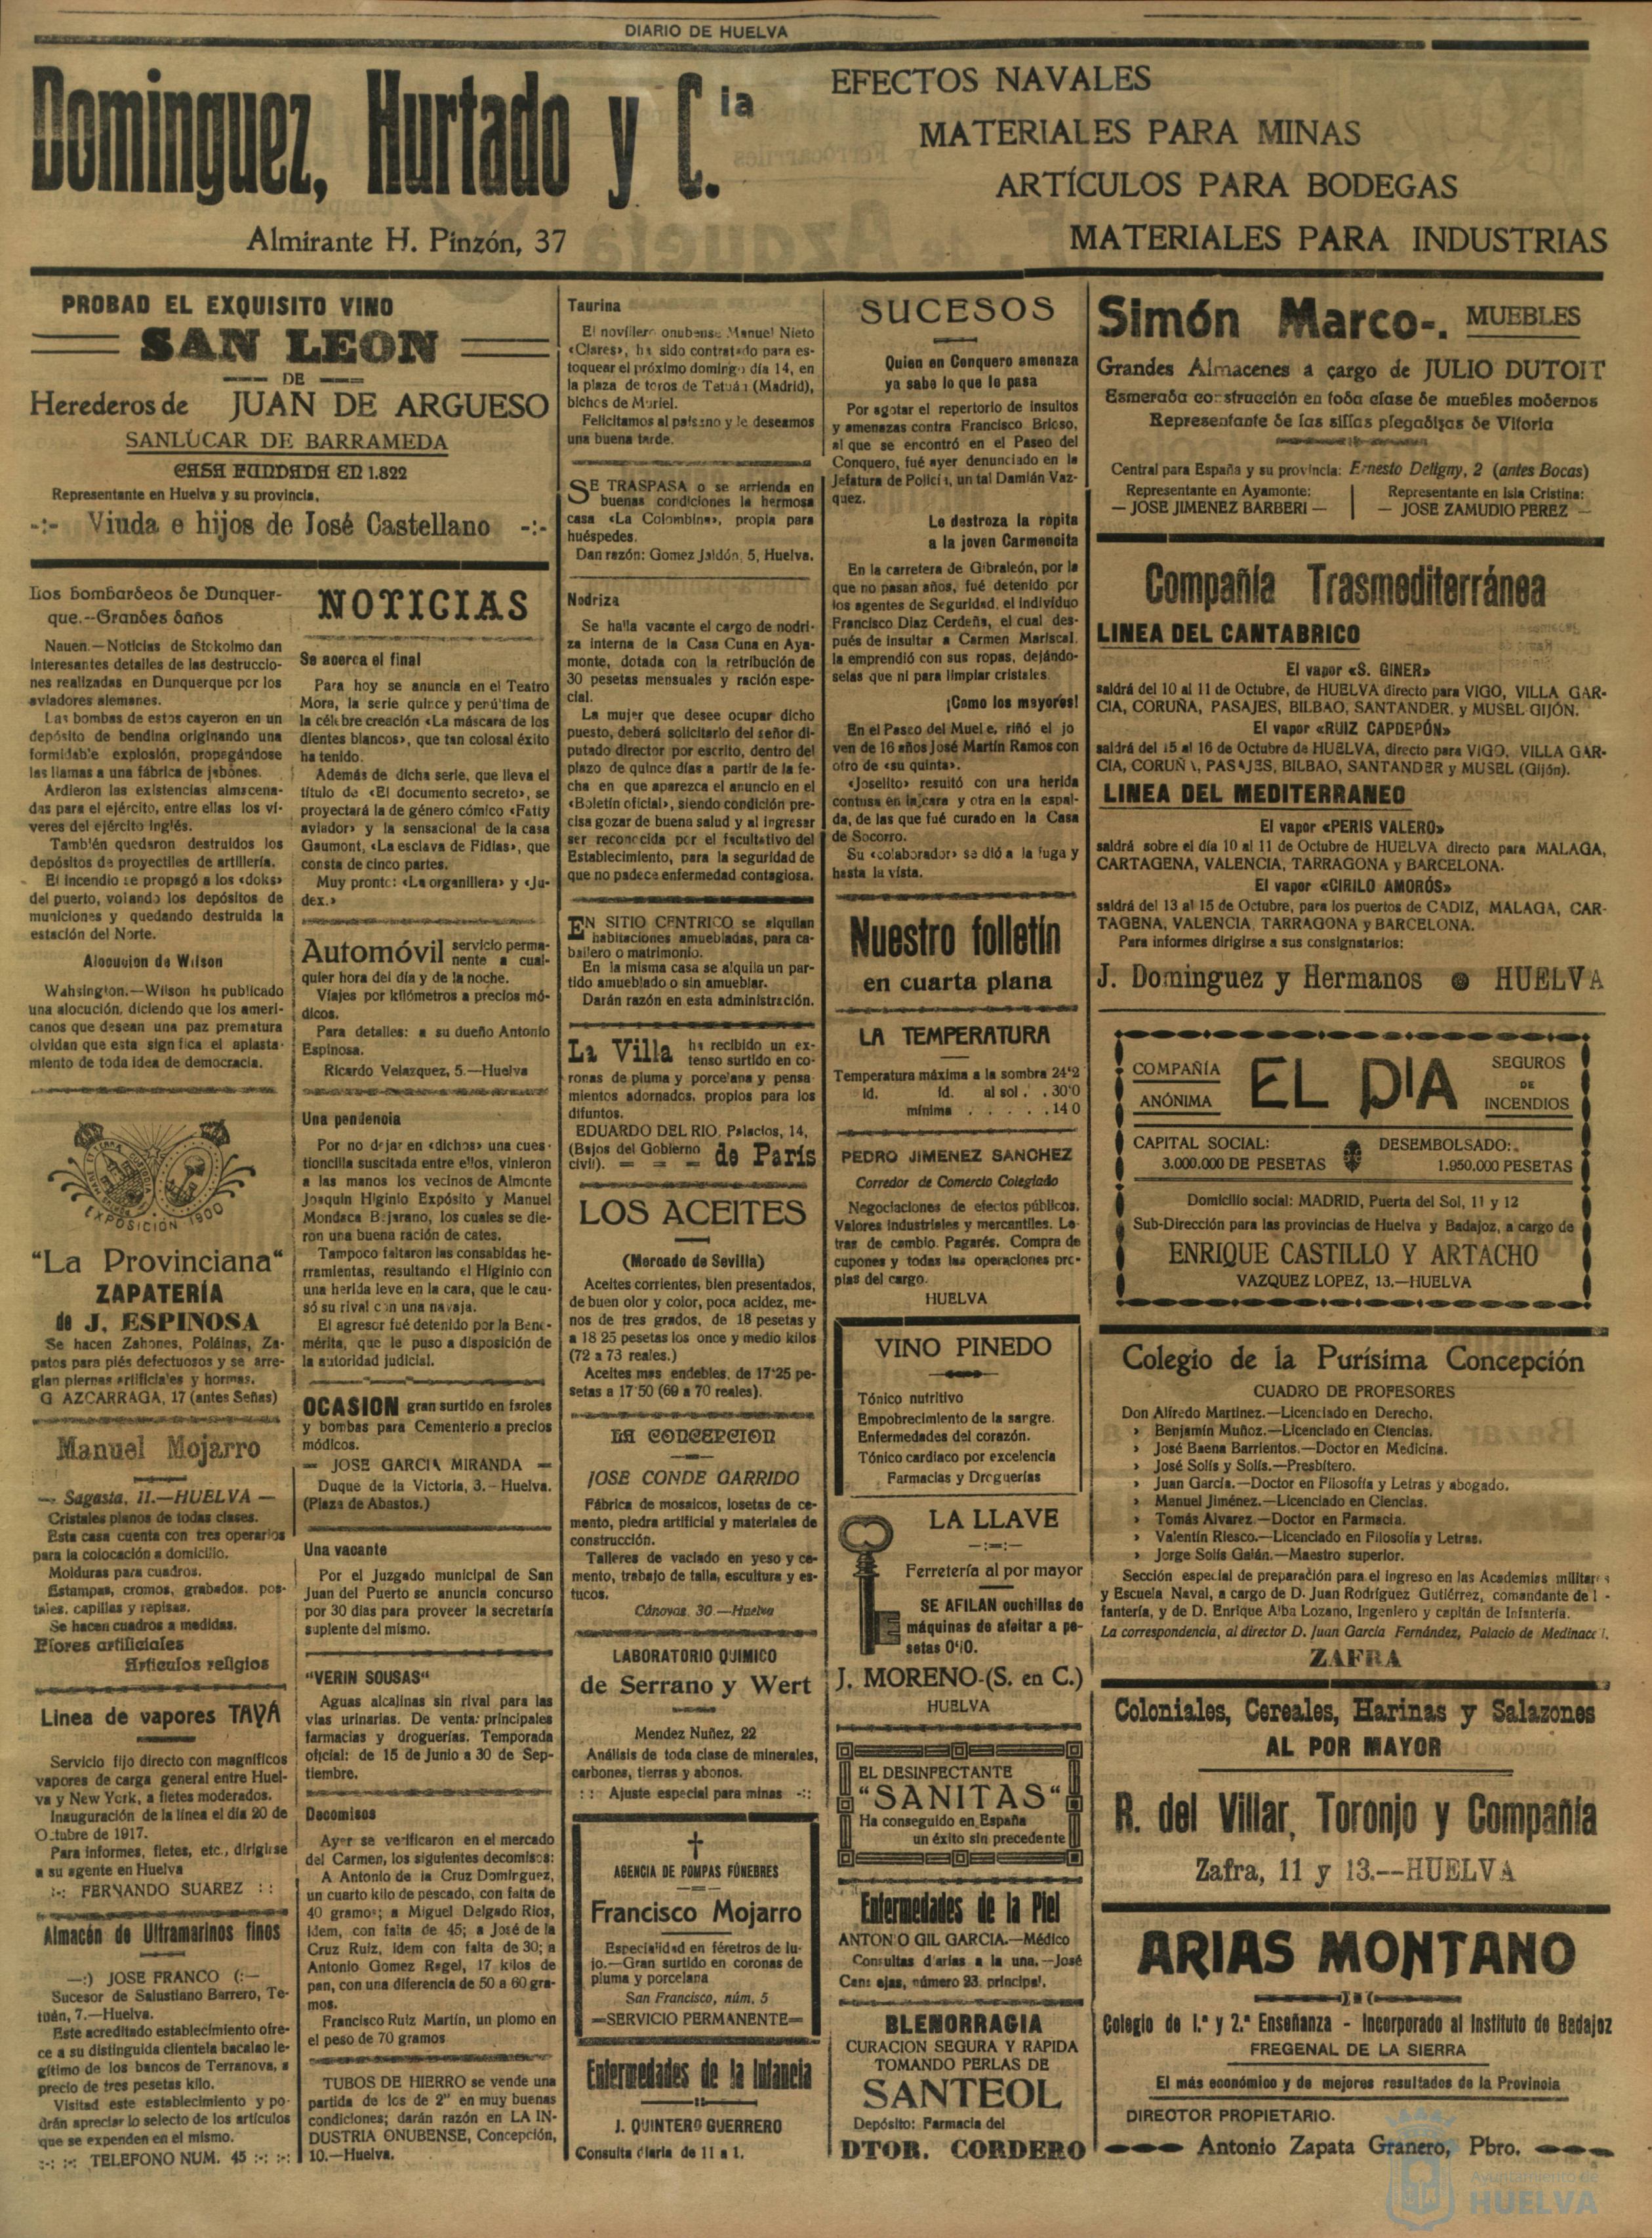 DIARIO DE HUELVA
Dominguez, Hurtado y C.ia
Almirante H. Pinzón, 37
EFECTOS NAVALES
MATERIALES PARA MINAS
ARTÍCULOS PARA BODEGAS
MATERIALES PARA INDUSTRIAS
PROBAD EL EXQUISITO VINO
SAN LEON
DE
Herederos de JUAN DE ARGUESO
SANLÚCAR DE BARRAMEDA
CASA FUNDADA EN 1.822
Representante en Huelva y su provincia,
-:- Viuda e hijos de José Castellano -:-
Los bombardeos de Dunquer-
que.--Grandes daños
Nauen.—Noticias de Stokolmo dan
interesantes detalles de las destruccio-
nes realizadas en Dunquerque por los
aviadores alemanes.
Las bombas de estos cayeron en un
depósito de bendina originando una
formidable explosión, propagándose
las llamas a una fábrica de jabónes.
Ardieron las existencias almacena-
das para el ejército, entre ellas los ví-
veres del ejército inglés.
También quedaron destruidos los
depósitos de proyectiles de artillería.
El incendio se propagó a los «doks»
del puerto, volando los depósitos de
municiones y quedando destruida la
estación del Norte.
Alocucion de Wilson
Wahsington.—Wilson ha publicado
una alocución, diciendo que los ameri-
canos que desean una paz prematura
olvidan que esta significa el aplasta-
miento de toda idea de democracia.
EXPOSICIÓN 1900
“La Provinciana“
ZAPATERÍA
de J. ESPINOSA
Se hacen Zahones, Poláinas, Za-
patos para piés defectuosos y se arre-
glan piernas artificiales y hormas.
G AZCARRAGA, 17 (antes Señas)
Manuel Mojarro
— Sagasta, 11.—HUELVA —
Cristales planos de todas clases.
Esta casa cuenta con tres operarios
para la colocación a domicilio.
Molduras para cuadros.
Estampas, cromos, grabados, pos-
tales, capillas y repisas.
Se hacen cuadros a medidas.
Flores artificiales
Articulos religios
Linea de vapores TAYÁ
Servicio fijo directo con magníficos
vapores de carga general entre Huel-
va y New York, a fletes moderados.
Inauguración de la línea el día 20 de
Octubre de 1917.
Para informes, fletes, etc., dirigirse
a su agente en Huelva
:-: FERNANDO SUAREZ : :
Almacén de Ultramarinos finos
—:) JOSE FRANCO (:—
Sucesor de Salustiano Barrero, Te-
tuán, 7.—Huelva.
Este acreditado establecimiento ofre-
ce a su distinguida clientela bacalao le-
gítimo de los bancos de Terranova, a
precio de tres pesetas kilo.
Visitad este establecimiento y po-
drán apreciar lo selecto de los artículos
que se expenden en el mismo.
:-: :-: TELEFONO NUM. 45 :-: :-:
NOTICIAS
Se acerca el final
Para hoy se anuncia en el Teatro
Mora, la serie quince y penúltima de
la célebre creación «La máscara de los
dientes blancos», que tan colosal éxito
ha tenido.
Además de dicha serie, que lleva el
título de «El documento secreto», se
proyectará la de género cómico «Fatty
aviador» y la sensacional de la casa
Gaumont, «La esclava de Fidias», que
consta de cinco partes.
Muy pronto: «La organillera» y «Ju-
dex.»
Automóvil servicio perma-
nente a cual-
quier hora del día y de la noche.
Viajes por kilómetros a precios mó-
dicos.
Para detalles: a su dueño Antonio
Espinosa.
Ricardo Velazquez, 5.—Huelva
Una pendencia
Por no dejar en «dichos» una cues-
tioncilla suscitada entre ellos, vinieron
a las manos los vecinos de Almonte
Joaquin Higinio Expósito y Manuel
Mondaca Bejarano, los cuales se die-
ron una buena ración de cates.
Tampoco faltaron las consabidas he-
rramientas, resultando el Higinio con
una herida leve en la cara, que le cau-
só su rival con una navaja.
El agresor fué detenido por la Bene-
mérita, que le puso a disposición de
la autoridad judicial.
OCASION gran surtido en faroles
y bombas para Cementerio a precios
módicos.
— JOSE GARCIA MIRANDA —
Duque de la Victoria, 3.- Huelva.
(Plaza de Abastos.)
Una vacante
Por el Juzgado municipal de San
Juan del Puerto se anuncia concurso
por 30 días para proveer la secretaría
suplente del mismo.
“VERIN SOUSAS“
Aguas alcalinas sin rival para las
vías urinarias. De venta: principales
farmacias y droguerías. Temporada
oficial: de 15 de Junio a 30 de Sep-
tiembre.
Decomisos
Ayer se verificaron en el mercado
del Carmen, los siguientes decomisos:
A Antonio de la Cruz Domínguez,
un cuarto kilo de pescado, con falta de
40 gramos; a Miguel Delgado Rios,
idem, con falta de 45; a José de la
Cruz Ruiz, idem con falta de 30; a
Antonio Gomez Regel, 17 kilos de
pan, con una diferencia de 50 a 60 gra-
mos.
Francisco Ruiz Martín, un plomo en
el peso de 70 gramos
TUBOS DE HIERRO se vende una
partida de los de 2" en muy buenas
condiciones; darán razón en LA IN-
DUSTRIA ONUBENSE, Concepción,
10.—Huelva.
Taurina
El novillero onubense Manuel Nieto
«Clares», ha sido contratado para es-
toquear el próximo domingo día 14, en
la plaza de toros de Tetuán (Madrid),
bichos de Muriel.
Felicitamos al paisano y le deseamos
una buena tarde.
SE TRASPASA o se arrienda en
buenas condiciones la hermosa
casa «La Colombina», propia para
huéspedes.
Dan razón: Gomez Jaldón, 5, Huelva.
Nodriza
Se halla vacante el cargo de nodri-
za interna de la Casa Cuna en Aya-
monte, dotada con la retribución de
30 pesetas mensuales y ración espe-
cial.
La mujer que desee ocupar dicho
puesto, deberá solicitarlo del señor di-
putado director por escrito, dentro del
plazo de quince días a partir de la fe-
cha en que aparezca el anuncio en el
«Boletín oficial», siendo condición pre-
cisa gozar de buena salud y al ingresar
ser reconocida por el facultativo del
Establecimiento, para la seguridad de
que no padece enfermedad contagiosa.
EN SITIO CENTRICO se alquilan
habitaciones amuebladas, para ca-
ballero o matrimonio.
En la misma casa se alquila un par-
tido amueblado o sin amueblar.
Darán razón en esta administración.
La Villa ha recibido un ex-
tenso surtido en co-
ronas de pluma y porcelana y pensa-
mientos adornados, propios para los
difuntos.
EDUARDO DEL RIO, Palacios, 14,
(Bajos del Gobierno
civil). = = = de París
LOS ACEITES
(Mercado de Sevilla)
Aceites corrientes, bien presentados,
de buen olor y color, poca acidez, me-
nos de tres grados, de 18 pesetas y
a 18 25 pesetas los once y medio kilos
(72 a 73 reales.)
Aceites mas endebles, de 17'25 pe-
setas a 17'50 (69 a 70 reales).
LA CONCEPCION
JOSE CONDE GARRIDO
Fábrica de mosaicos, losetas de ce-
mento, piedra artificial y materiales de
construcción.
Talleres de vaciado en yeso y ce-
mento, trabajo de talla, escultura y es-
tucos.
Cánovas, 30.—Huelva
LABORATORIO QUIMICO
de Serrano y Wert
Mendez Nuñez, 22
Análisis de toda clase de minerales,
carbones, tierras y abonos.
: : Ajuste especial para minas -::
AGENCIA DE POMPAS FÚNEBRES
Francisco Mojarro
Especialidad en féretros de lu-
jo.—Gran surtido en coronas de
pluma y porcelana
San Francisco, núm. 5
=SERVICIO PERMANENTE=
Enfermedades de la Infancia
J. QUINTERO GUERRERO
Consulta diaria de 11 a 1.
SUCESOS
Quien en Conquero amenaza
ya sabe lo que le pasa
Por agotar el repertorio de insultos
y amenazas contra Francisco Brioso,
al que se encontró en el Paseo del
Conquero, fué ayer denunciado en la
Jefatura de Policía, un tal Damián Vaz-
quez.
Le destroza la ropita
a la joven Carmencita
En la carretera de Gibraleón, por la
que no pasan años, fué detenido por
los agentes de Seguridad, el individuo
Francisco Diaz Cerdeña, el cual des-
pués de insultar a Carmen Mariscal,
la emprendió con sus ropas, dejándo-
selas que ni para limpiar cristales.
¡Como los mayores!
En el Paseo del Muelle, riñó el jo
ven de 16 años José Martín Ramos con
otro de «su quinta».
«Joselito» resultó con una herida
contusa en la cara y otra en la espal-
da, de las que fué curado en la Casa
de Socorro.
Su «colaborador» se dió a la fuga y
hasta la vista.
Nuestro folletín
en cuarta plana
LA TEMPERATURA
Temperatura máxima a la sombra 24'2
Id. Id. al sol . . 30'0
mínima . . . . . 14 0
PEDRO JIMENEZ SANCHEZ
Corredor de Comercio Colegiado
Negociaciones de efectos públicos.
Valores industriales y mercantiles. Le-
tras de cambio. Pagarés. Compra de
cupones y todas las operaciones pro-
pias del cargo.
HUELVA
VINO PINEDO
Tónico nutritivo
Empobrecimiento de la sangre.
Enfermedades del corazón.
Tónico cardiaco por excelencia
Farmacias y Droguerías
LA LLAVE
Ferretería al por mayor
SE AFILAN cuchillas de
máquinas de afeitar a pe-
setas 0'10.
J. MORENO-(S. en C.)
HUELVA
EL DESINFECTANTE
“SANITAS“
Ha conseguido en España
un éxito sin precedente
Enfermedades de la Piel
ANTONIO GIL GARCIA.—Médico
Consultas diarias a la una.—José
Canalejas, número 23, principal.
BLENORRAGIA
CURACION SEGURA Y RAPIDA
TOMANDO PERLAS DE
SANTEOL
Depósito: Farmacia del
DTOR. CORDERO
Simón Marco-. MUEBLES
Grandes Almacenes a cargo de JULIO DUTOIT
Esmerada construcción en toda clase de muebles modernos
Representante de las sillas plegadizas de Vitoria
Central para España y su provincia: Ernesto Deligny, 2 (antes Bocas)
Representante en Ayamonte:
— JOSE JIMENEZ BARBERI —
Representante en Isla Cristina:
— JOSE ZAMUDIO PEREZ —
Compañía Trasmediterránea
LINEA DEL CANTABRICO
El vapor «S. GINER»
saldrá del 10 al 11 de Octubre, de HUELVA directo para VIGO, VILLA GAR-
CIA, CORUÑA, PASAJES, BILBAO, SANTANDER, y MUSEL GIJÓN.
El vapor «RUIZ CAPDEPÓN»
saldrá del 15 al 16 de Octubre de HUELVA, directo para VIGO, VILLA GAR-
CIA, CORUÑA, PASAJES, BILBAO, SANTANDER y MUSEL (Gijón).
LINEA DEL MEDITERRANEO
El vapor «PERIS VALERO»
saldrá sobre el día 10 al 11 de Octubre de HUELVA directo para MALAGA,
CARTAGENA, VALENCIA, TARRAGONA y BARCELONA.
El vapor «CIRILO AMORÓS»
saldrá del 13 al 15 de Octubre, para los puertos de CADIZ, MALAGA, CAR-
TAGENA, VALENCIA, TARRAGONA y BARCELONA.
Para informes dirigirse a sus consignatarios:
J. Dominguez y Hermanos HUELVA
COMPAÑÍA
ANÓNIMA
EL DIA
SEGUROS
DE
INCENDIOS
CAPITAL SOCIAL:
3.000.000 DE PESETAS
DESEMBOLSADO:
1.950.000 PESETAS
Domicilio social: MADRID, Puerta del Sol, 11 y 12
Sub-Dirección para las provincias de Huelva y Badajoz, a cargo de
ENRIQUE CASTILLO Y ARTACHO
VAZQUEZ LOPEZ, 13.—HUELVA
Colegio de la Purísima Concepción
CUADRO DE PROFESORES
Don Alfredo Martinez.—Licenciado en Derecho.
» Benjamín Muñoz.—Licenciado en Ciencias.
» José Baena Barrientos.—Doctor en Medicina.
» José Solís y Solís.—Presbítero.
» Juan García.—Doctor en Filosofía y Letras y abogado.
» Manuel Jiménez.—Licenciado en Ciencias.
» Tomás Alvarez.—Doctor en Farmacia.
» Valentín Riesco.—Licenciado en Filosofía y Letras.
» Jorge Solís Galán.—Maestro superior.
Sección especial de preparación para el ingreso en las Academias militares
y Escuela Naval, a cargo de D. Juan Rodríguez Gutiérrez, comandante de I -
fantería, y de D. Enrique Alba Lozano, Ingeniero y capitán de Infantería.
La correspondencia, al director D. Juan García Fernández, Palacio de Medinaceli.
ZAFRA
Coloniales, Cereales, Harinas y Salazones
AL POR MAYOR
R. del Villar, Toronjo y Compañía
Zafra, 11 y 13.--HUELVA
ARIAS MONTANO
Colegio de 1.ª y 2.ª Enseñanza - Incorporado al Instituto de Badajoz
FREGENAL DE LA SIERRA
El más económico y de mejores resultados de la Provincia
DIRECTOR PROPIETARIO.
Antonio Zapata Granero, Pbro.
Ayuntamiento de
HUELVA